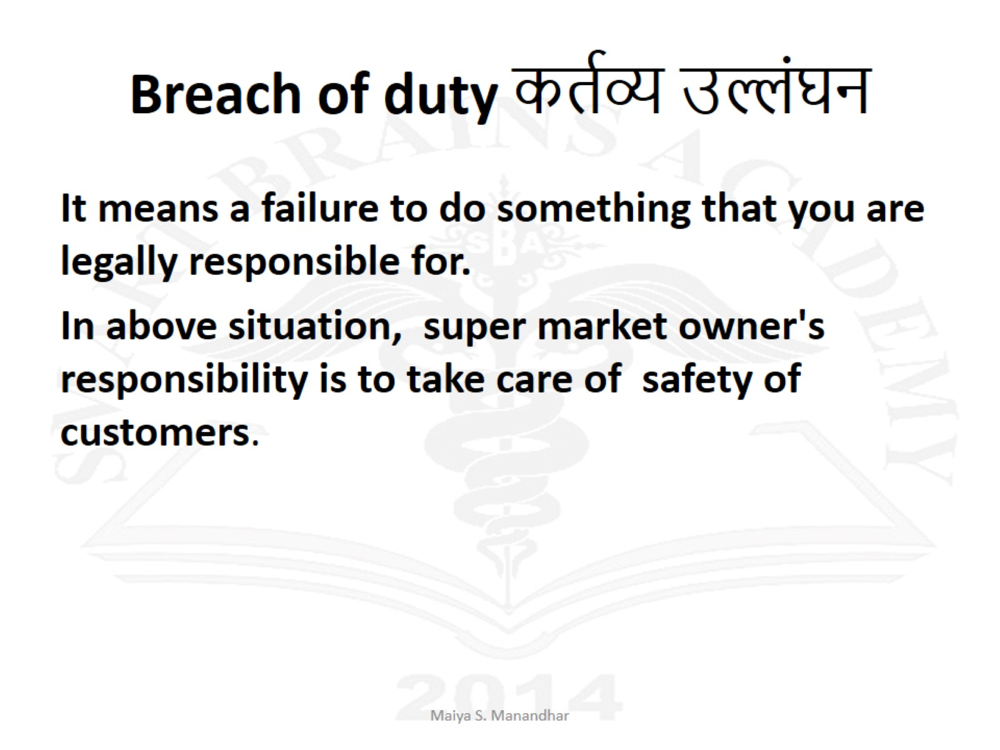 Breach of duty कर्तव्य उल्लंघन
It means a failure to do something that you are
legally responsible for.
In above situation,  super market owner's
responsibility is to take care of  safety of
customers.
SMART BRAINS ACADEMY
SBA
2014
Maiya S. Manandhar